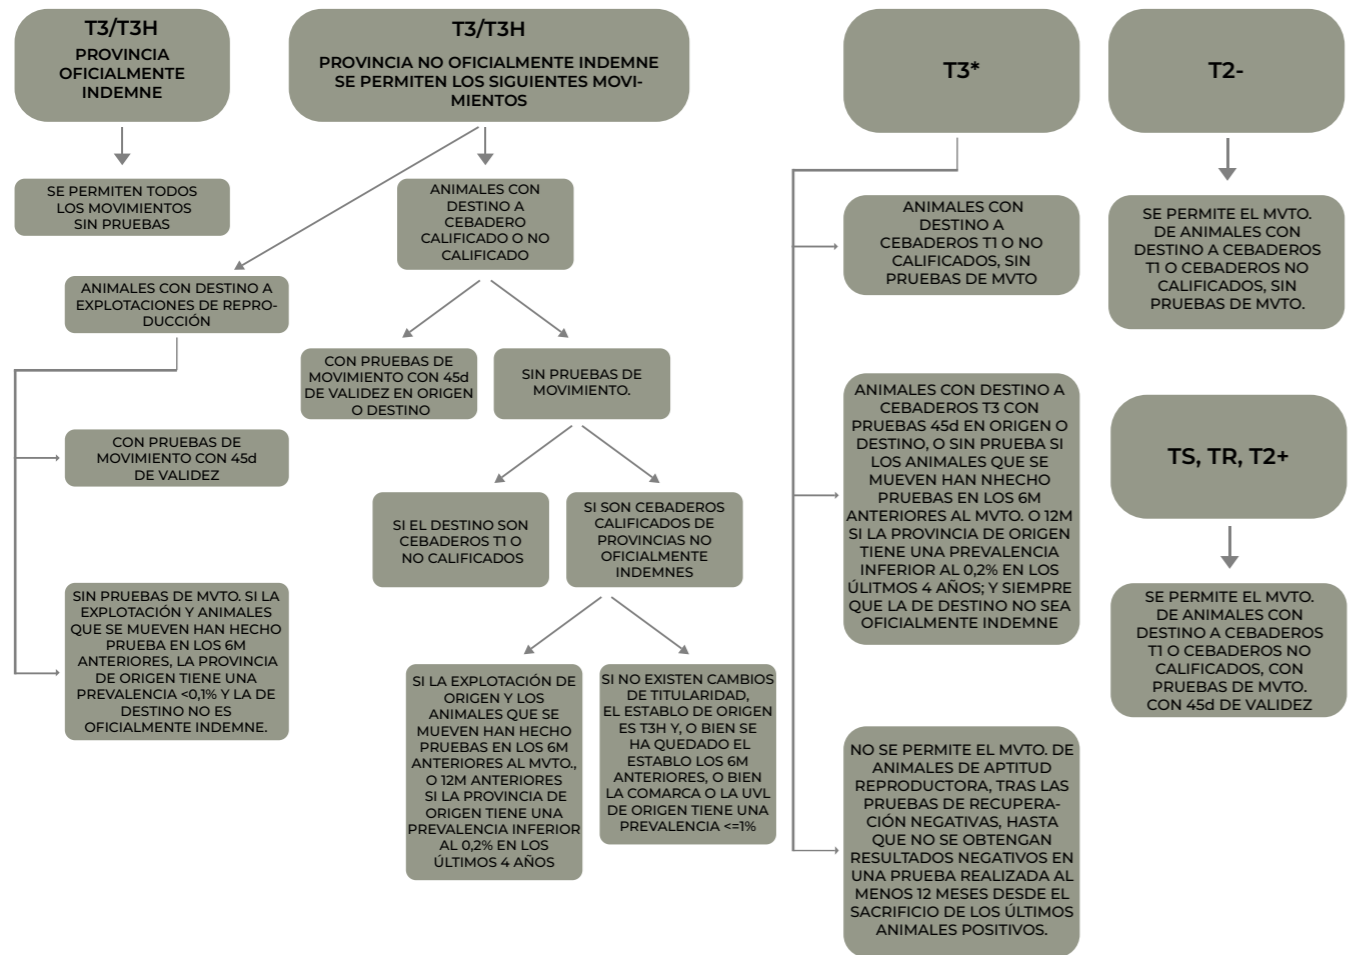 T3/T3H
PROVINCIA
OFICIALMENTE
INDEMNE
SE PERMITEN TODOS
LOS MOVIMIENTOS
SIN PRUEBAS
T3/T3H
PROVINCIA NO OFICIALMENTE INDEMNE
SE PERMITEN LOS SIGUIENTES MOVI-
MIENTOS
ANIMALES CON DESTINO A
EXPLOTACIONES DE REPRO-
DUCCIÓN
CON PRUEBAS DE
MOVIMIENTO CON 45d
DE VALIDEZ
SIN PRUEBAS DE MVTO. SI LA
EXPLOTACIÓN Y ANIMALES
QUE SE MUEVEN HAN HECHO
PRUEBA EN LOS 6M
ANTERIORES, LA PROVINCIA
DE ORIGEN TIENE UNA
PREVALENCIA <0,1% Y LA DE
DESTINO NO ES
OFICIALMENTE INDEMNE.
ANIMALES CON
DESTINO A
CEBADERO
CALIFICADO O NO
CALIFICADO
CON PRUEBAS DE
MOVIMIENTO CON 45d
DE VALIDEZ EN ORIGEN
O DESTINO
SIN PRUEBAS DE
MOVIMIENTO.
SI EL DESTINO SON
CEBADEROS T1 O
NO CALIFICADOS
SI SON CEBADEROS
CALIFICADOS DE
PROVINCIAS NO
OFICIALMENTE
INDEMNES
SI LA EXPLOTACIÓN DE
ORIGEN Y LOS
ANIMALES QUE SE
MUEVEN HAN HECHO
PRUEBAS EN LOS 6M
ANTERIORES AL MVTO.,
O 12M ANTERIORES
SI LA PROVINCIA DE
ORIGEN TIENE UNA
PREVALENCIA INFERIOR
AL 0,2% EN LOS
ÚLTIMOS 4 AÑOS
SI NO EXISTEN CAMBIOS
DE TITULARIDAD,
EL ESTABLO DE ORIGEN
ES T3H Y, O BIEN SE
HA QUEDADO EL
ESTABLO LOS 6M
ANTERIORES, O BIEN
LA COMARCA O LA UVL
DE ORIGEN TIENE UNA
PREVALENCIA <=1%
T3*
ANIMALES CON
DESTINO A
CEBADEROS T1 O NO
CALIFICADOS, SIN
PRUEBAS DE MVTO
ANIMALES CON DESTINO A
CEBADEROS T3 CON
PRUEBAS 45d EN ORIGEN O
DESTINO, O SIN PRUEBA SI
LOS ANIMALES QUE SE
MUEVEN HAN NHECHO
PRUEBAS EN LOS 6M
ANTERIORES AL MVTO. O 12M
SI LA PROVINCIA DE ORIGEN
TIENE UNA PREVALENCIA
INFERIOR AL 0,2% EN LOS
ÚLITMOS 4 AÑOS; Y SIEMPRE
QUE LA DE DESTINO NO SEA
OFICIALMENTE INDEMNE
NO SE PERMITE EL MVTO. DE
ANIMALES DE APTITUD
REPRODUCTORA, TRAS LAS
PRUEBAS DE RECUPERA-
CIÓN NEGATIVAS, HASTA
QUE NO SE OBTENGAN
RESULTADOS NEGATIVOS EN
UNA PRUEBA REALIZADA AL
MENOS 12 MESES DESDE EL
SACRIFICIO DE LOS ÚLTIMOS
ANIMALES POSITIVOS.
T2-
SE PERMITE EL MVTO.
DE ANIMALES CON
DESTINO A CEBADEROS
T1 O CEBADEROS NO
CALIFICADOS, SIN
PRUEBAS DE MVTO.
TS, TR, T2+
SE PERMITE EL MVTO.
DE ANIMALES CON
DESTINO A CEBADEROS
T1 O CEBADEROS NO
CALIFICADOS, CON
PRUEBAS DE MVTO.
CON 45d DE VALIDEZ